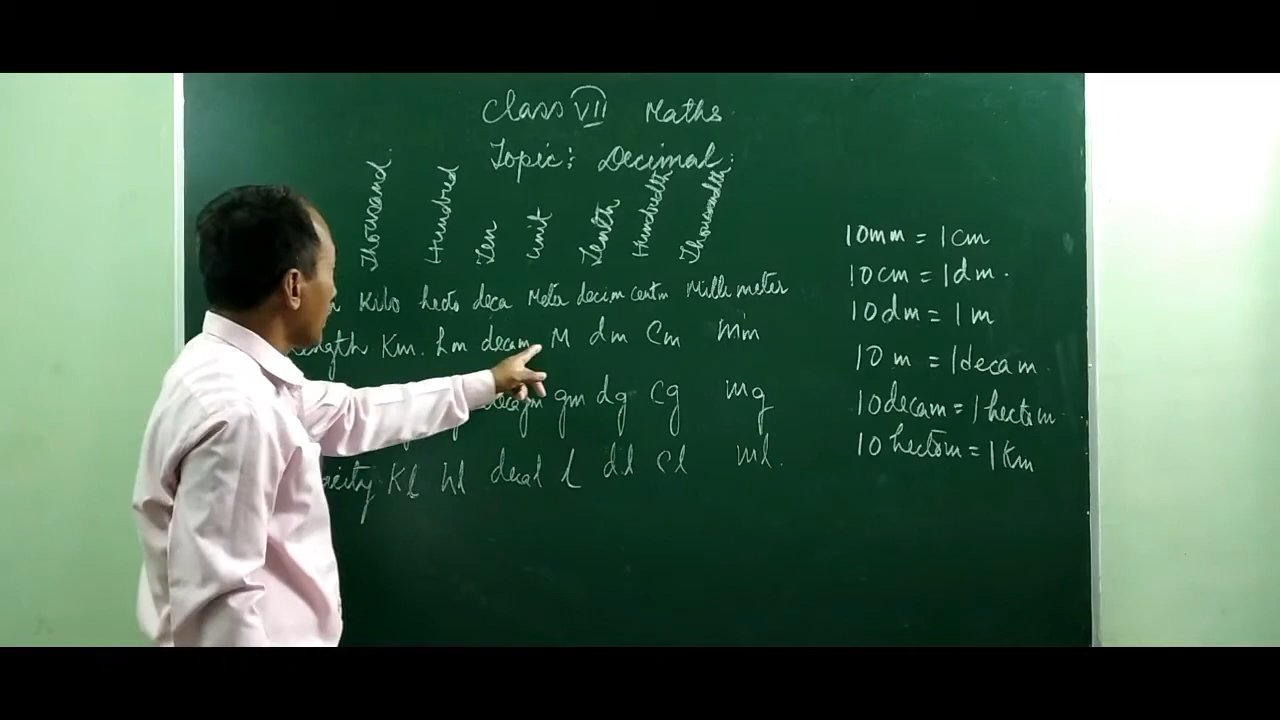 Class VII Maths
Topic: Decimal
Thousand Hundred Ten Unit Tenth Hundredth Thousandth
Kilo hecto deca Meter decim centm Milli meter
length Km. hm decam M dm Cm mm
gm dg Cg mg
Kl hl decal l dl Cl ml.
10mm = 1cm
10cm = 1dm.
10dm = 1m
10m = 1decam
10decam = 1hectom
10hectom = 1Km